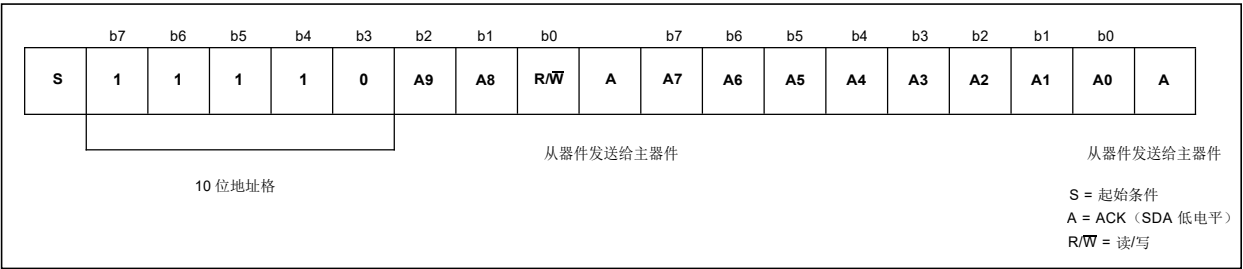 b7 b6 b5 b4 b3 b2 b1 b0 b7 b6 b5 b4 b3 b2 b1 b0
S 1 1 1 1 0 A9 A8 R/W̅ A A7 A6 A5 A4 A3 A2 A1 A0 A
从器件发送给主器件 从器件发送给主器件
10 位地址格
S = 起始条件
A = ACK（SDA 低电平）
R/W̅ = 读/写